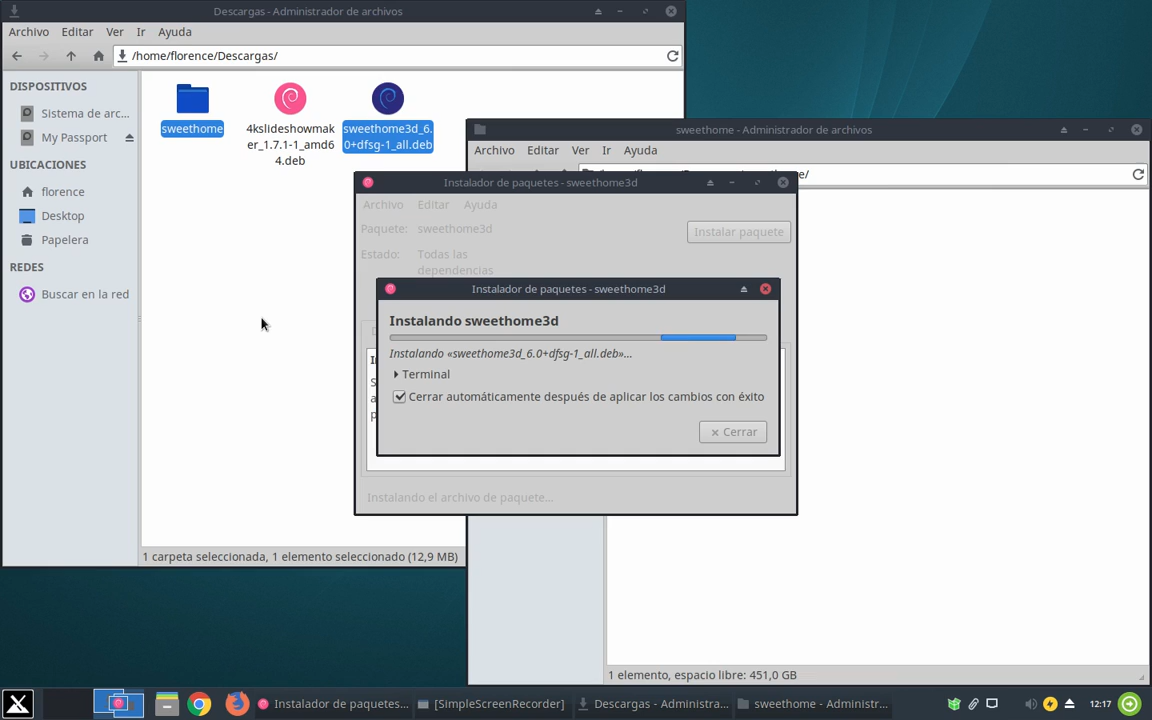 Descargas - Administrador de archivos
Archivo Editar Ver Ir Ayuda
/home/florence/Descargas/
DISPOSITIVOS
Sistema de arc...
My Passport
UBICACIONES
florence
Desktop
Papelera
REDES
Buscar en la red
sweethome
4kslideshowmak
er_1.7.1-1_amd6
4.deb
sweethome3d_6.
0+dfsg-1_all.deb
1 carpeta seleccionada, 1 elemento seleccionado (12,9 MB)
sweethome - Administrador de archivos
Archivo Editar Ver Ir Ayuda
Instalador de paquetes - sweethome3d
Archivo Editar Ayuda
Paquete: sweethome3d
Instalar paquete
Estado: Todas las
dependencias
Instalador de paquetes - sweethome3d
Instalando sweethome3d
Instalando «sweethome3d_6.0+dfsg-1_all.deb»...
Terminal
Cerrar automáticamente después de aplicar los cambios con éxito
Cerrar
Instalando el archivo de paquete...
1 elemento, espacio libre: 451,0 GB
Instalador de paquetes...
[SimpleScreenRecorder]
Descargas - Administra...
sweethome - Administr...
12:17